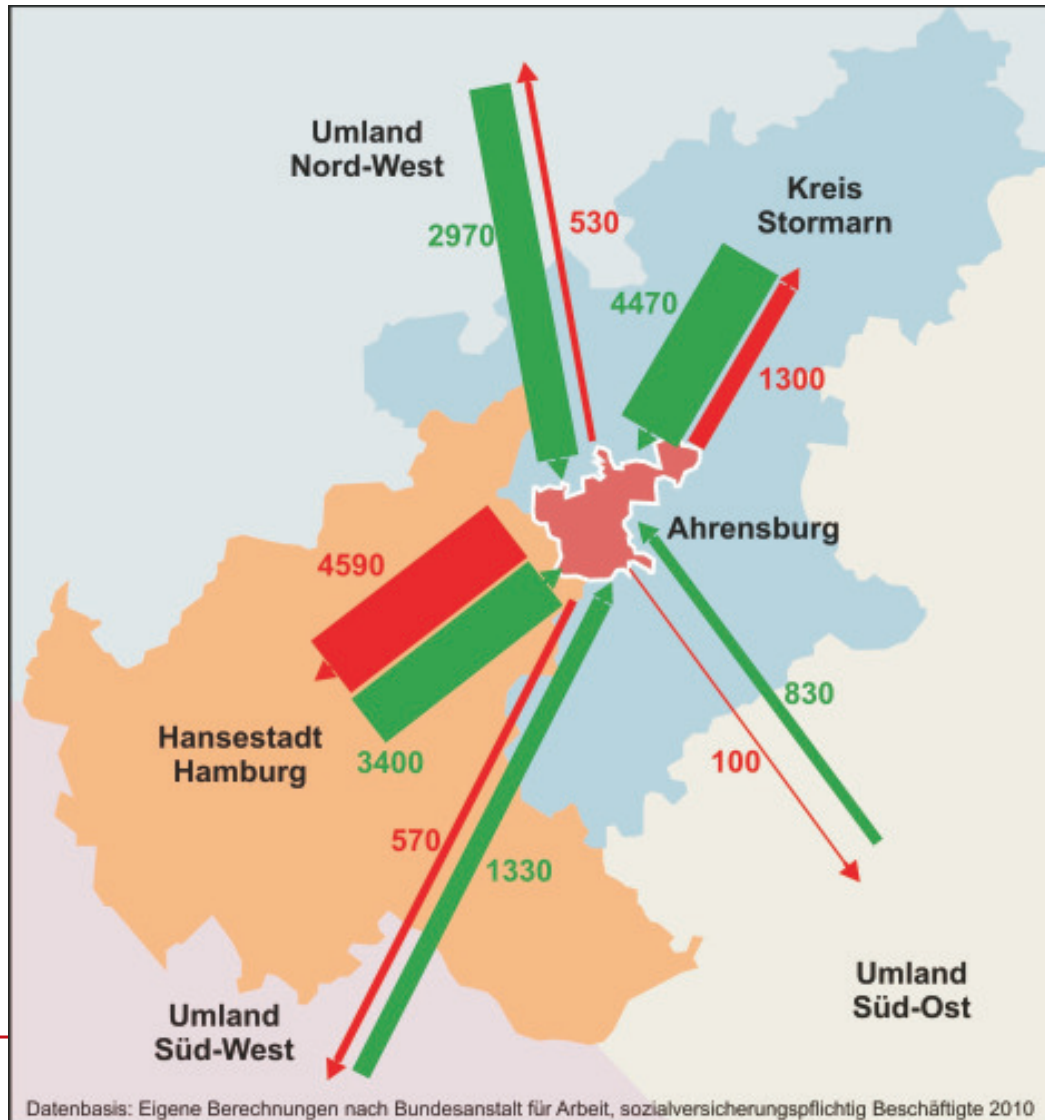 Umland
Nord-West
2970
530
Kreis
Stormarn
4470
1300
Ahrensburg
4590
3400
Hansestadt
Hamburg
830
100
570
1330
Umland
Süd-Ost
Umland
Süd-West
Datenbasis: Eigene Berechnungen nach Bundesanstalt für Arbeit, sozialversicherungspflichtig Beschäftigte 2010